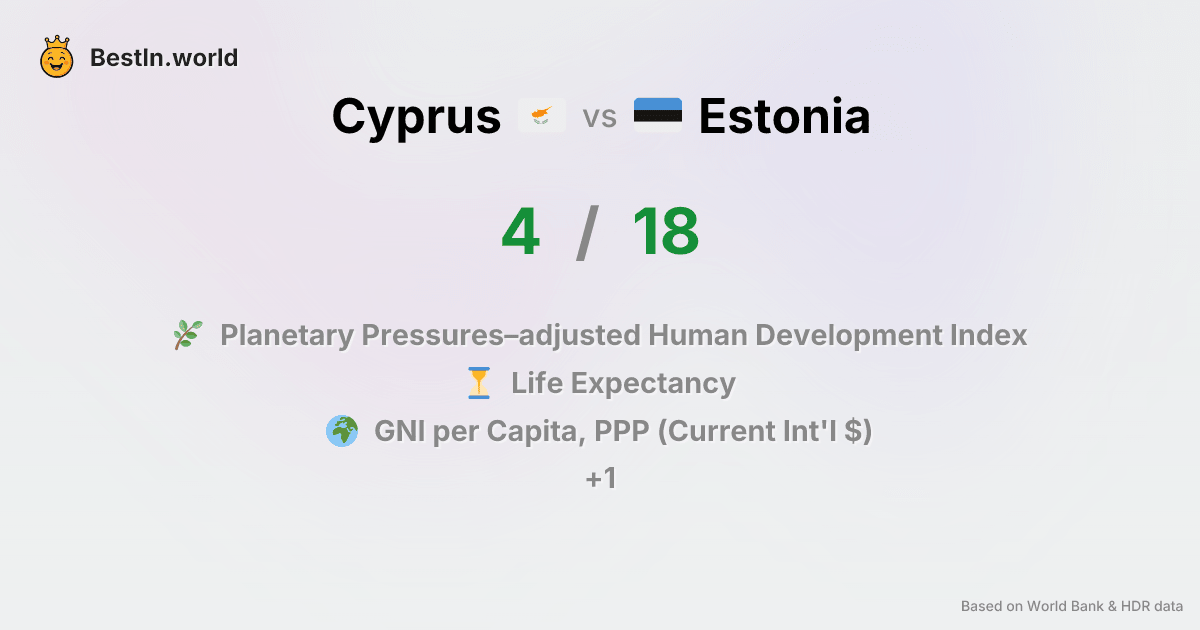 BestIn.world
Cyprus vs Estonia
4 / 18
Planetary Pressures–adjusted Human Development Index
Life Expectancy
GNI per Capita, PPP (Current Int'l $)
+1
Based on World Bank & HDR data